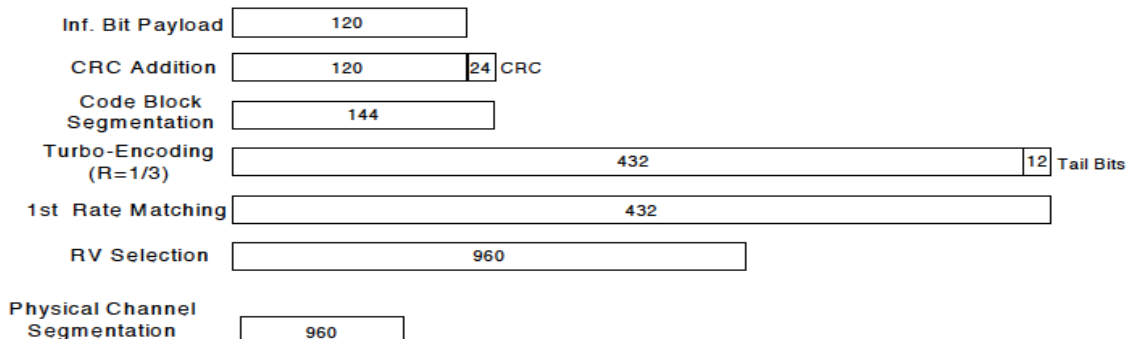 Inf. Bit Payload 120
CRC Addition 120 24 CRC
Code Block
Segmentation 144
Turbo-Encoding
(R=1/3) 432 12 Tail Bits
1st Rate Matching 432
RV Selection 960
Physical Channel
Segmentation 960